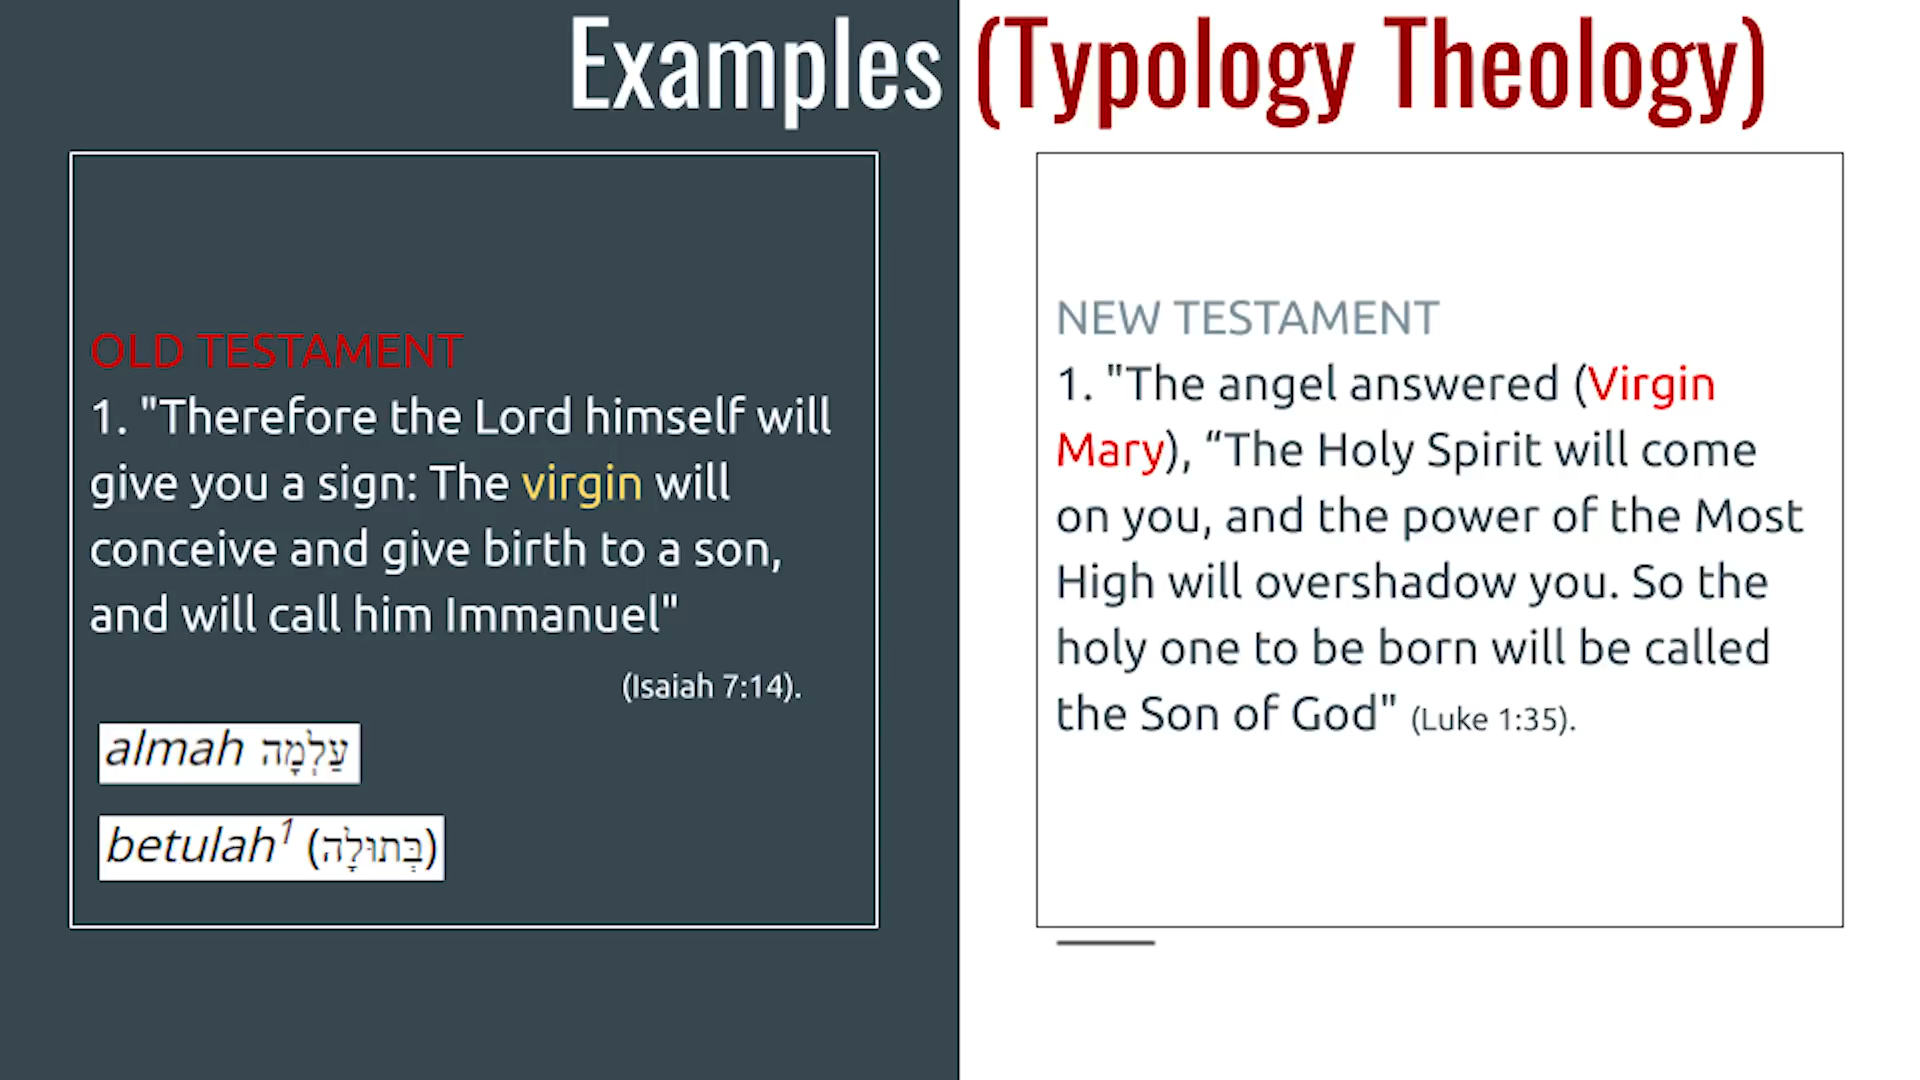 Examples (Typology Theology)
OLD TESTAMENT
1. "Therefore the Lord himself will
give you a sign: The virgin will
conceive and give birth to a son,
and will call him Immanuel"
(Isaiah 7:14).
almah עַלְמָה
betulah¹ (בְּתוּלָה)
NEW TESTAMENT
1. "The angel answered (Virgin
Mary), “The Holy Spirit will come
on you, and the power of the Most
High will overshadow you. So the
holy one to be born will be called
the Son of God" (Luke 1:35).